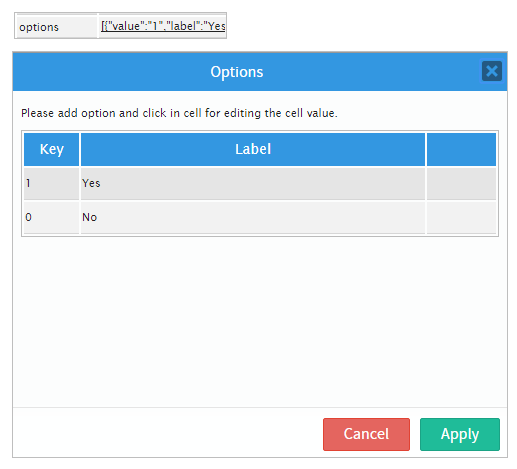 options [{"value":"1","label":"Yes
Options
Please add option and click in cell for editing the cell value.
Key Label
1 Yes
0 No
Cancel Apply